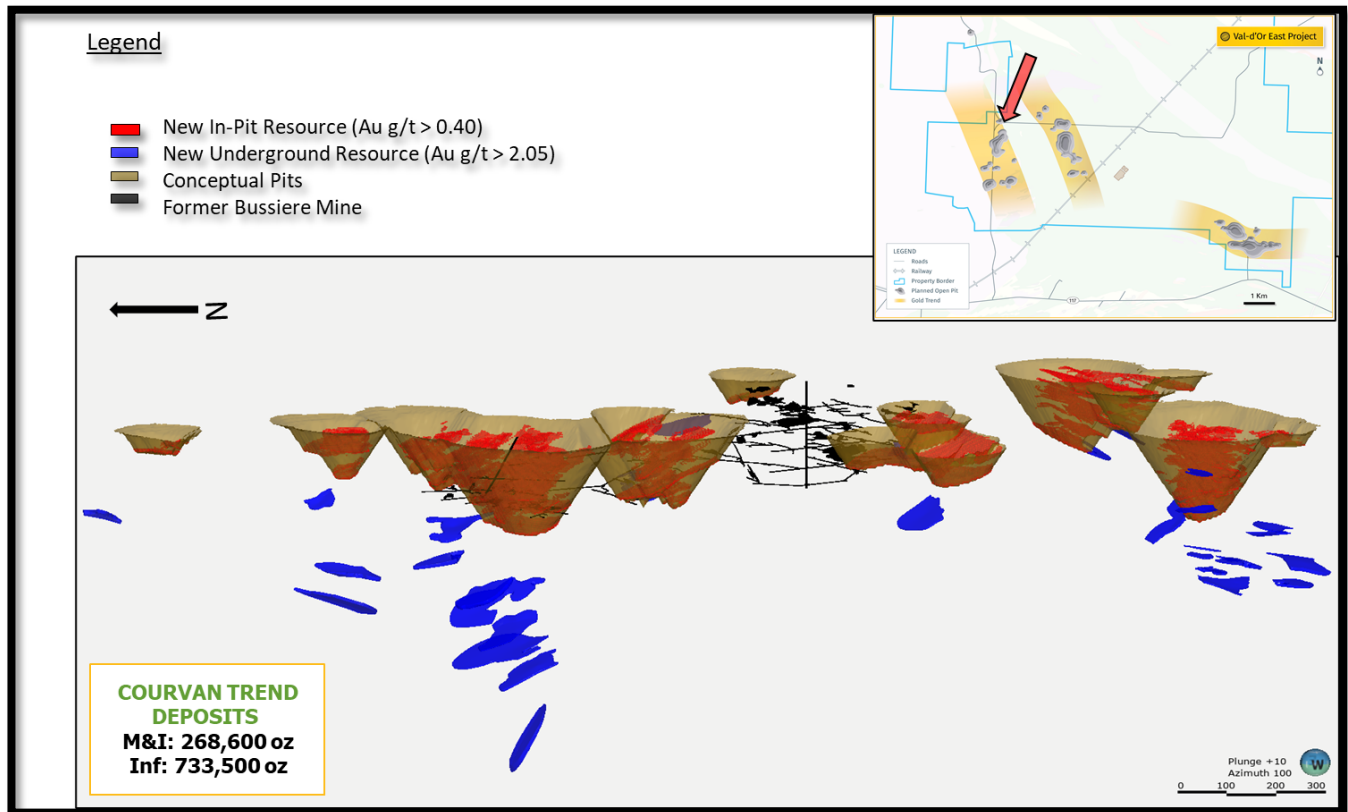 Legend
New In-Pit Resource (Au g/t > 0.40)
New Underground Resource (Au g/t > 2.05)
Conceptual Pits
Former Bussiere Mine
Val-d'Or East Project
N
LEGEND
Roads
Railway
Property Border
Planned Open Pit
Gold Trend
117
1 Km
N
COURVAN TREND
DEPOSITS
M&I: 268,600 oz
Inf: 733,500 oz
Plunge +10
Azimuth 100
W
0 100 200 300